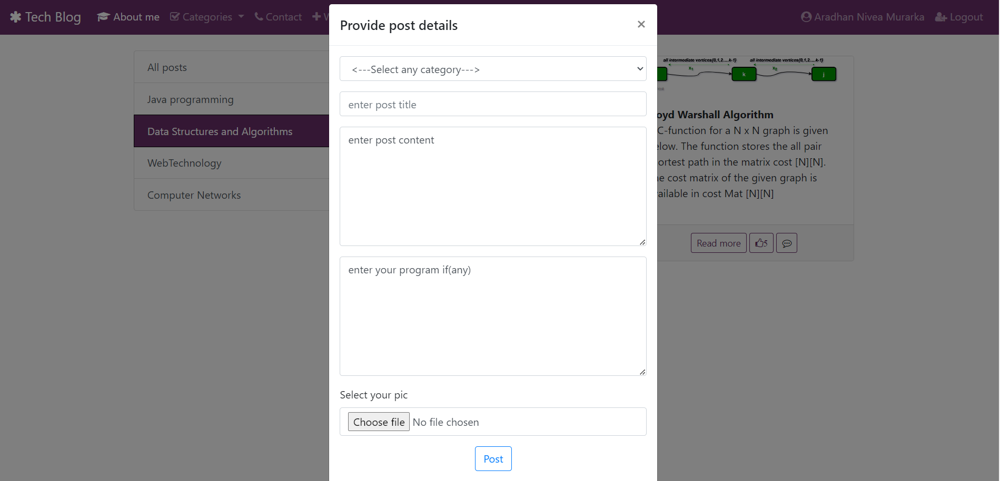 Tech Blog
About me
Categories
Contact
Aradhan Nivea Murarka
Logout
Provide post details
×
<---Select any category--->
enter post title
enter post content
enter your program if(any)
Select your pic
Choose file No file chosen
Post
All posts
Java programming
Data Structures and Algorithms
WebTechnology
Computer Networks
all intermediate vertices{0,1,2.....k-1} all intermediate vertices{0,1,2.....k-1}
x1 x2
k j
oyd Warshall Algorithm
C-function for a N x N graph is given
elow. The function stores the all pair
ortest path in the matrix cost [N][N].
e cost matrix of the given graph is
ailable in cost Mat [N][N]
Read more 5